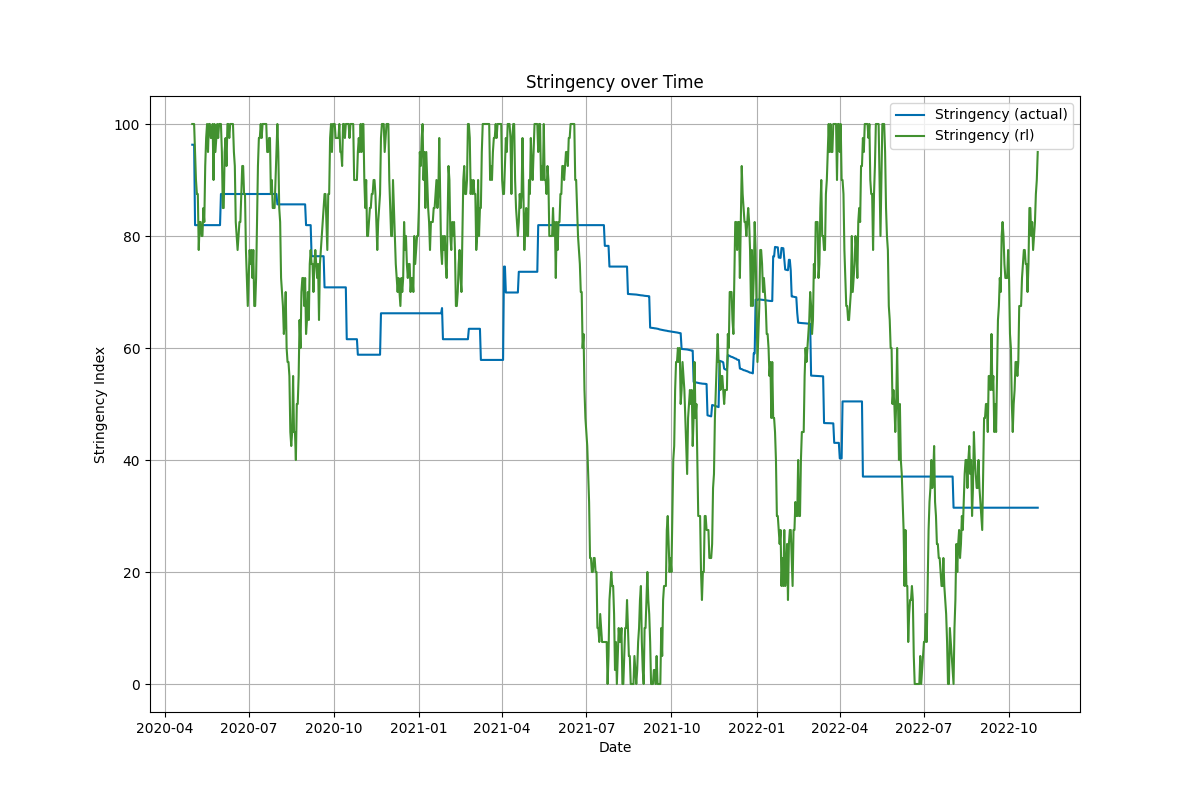 Stringency over Time
Stringency (actual)
Stringency (rl)
Stringency Index
100
80
60
40
20
0
2020-04 2020-07 2020-10 2021-01 2021-04 2021-07 2021-10 2022-01 2022-04 2022-07 2022-10
Date